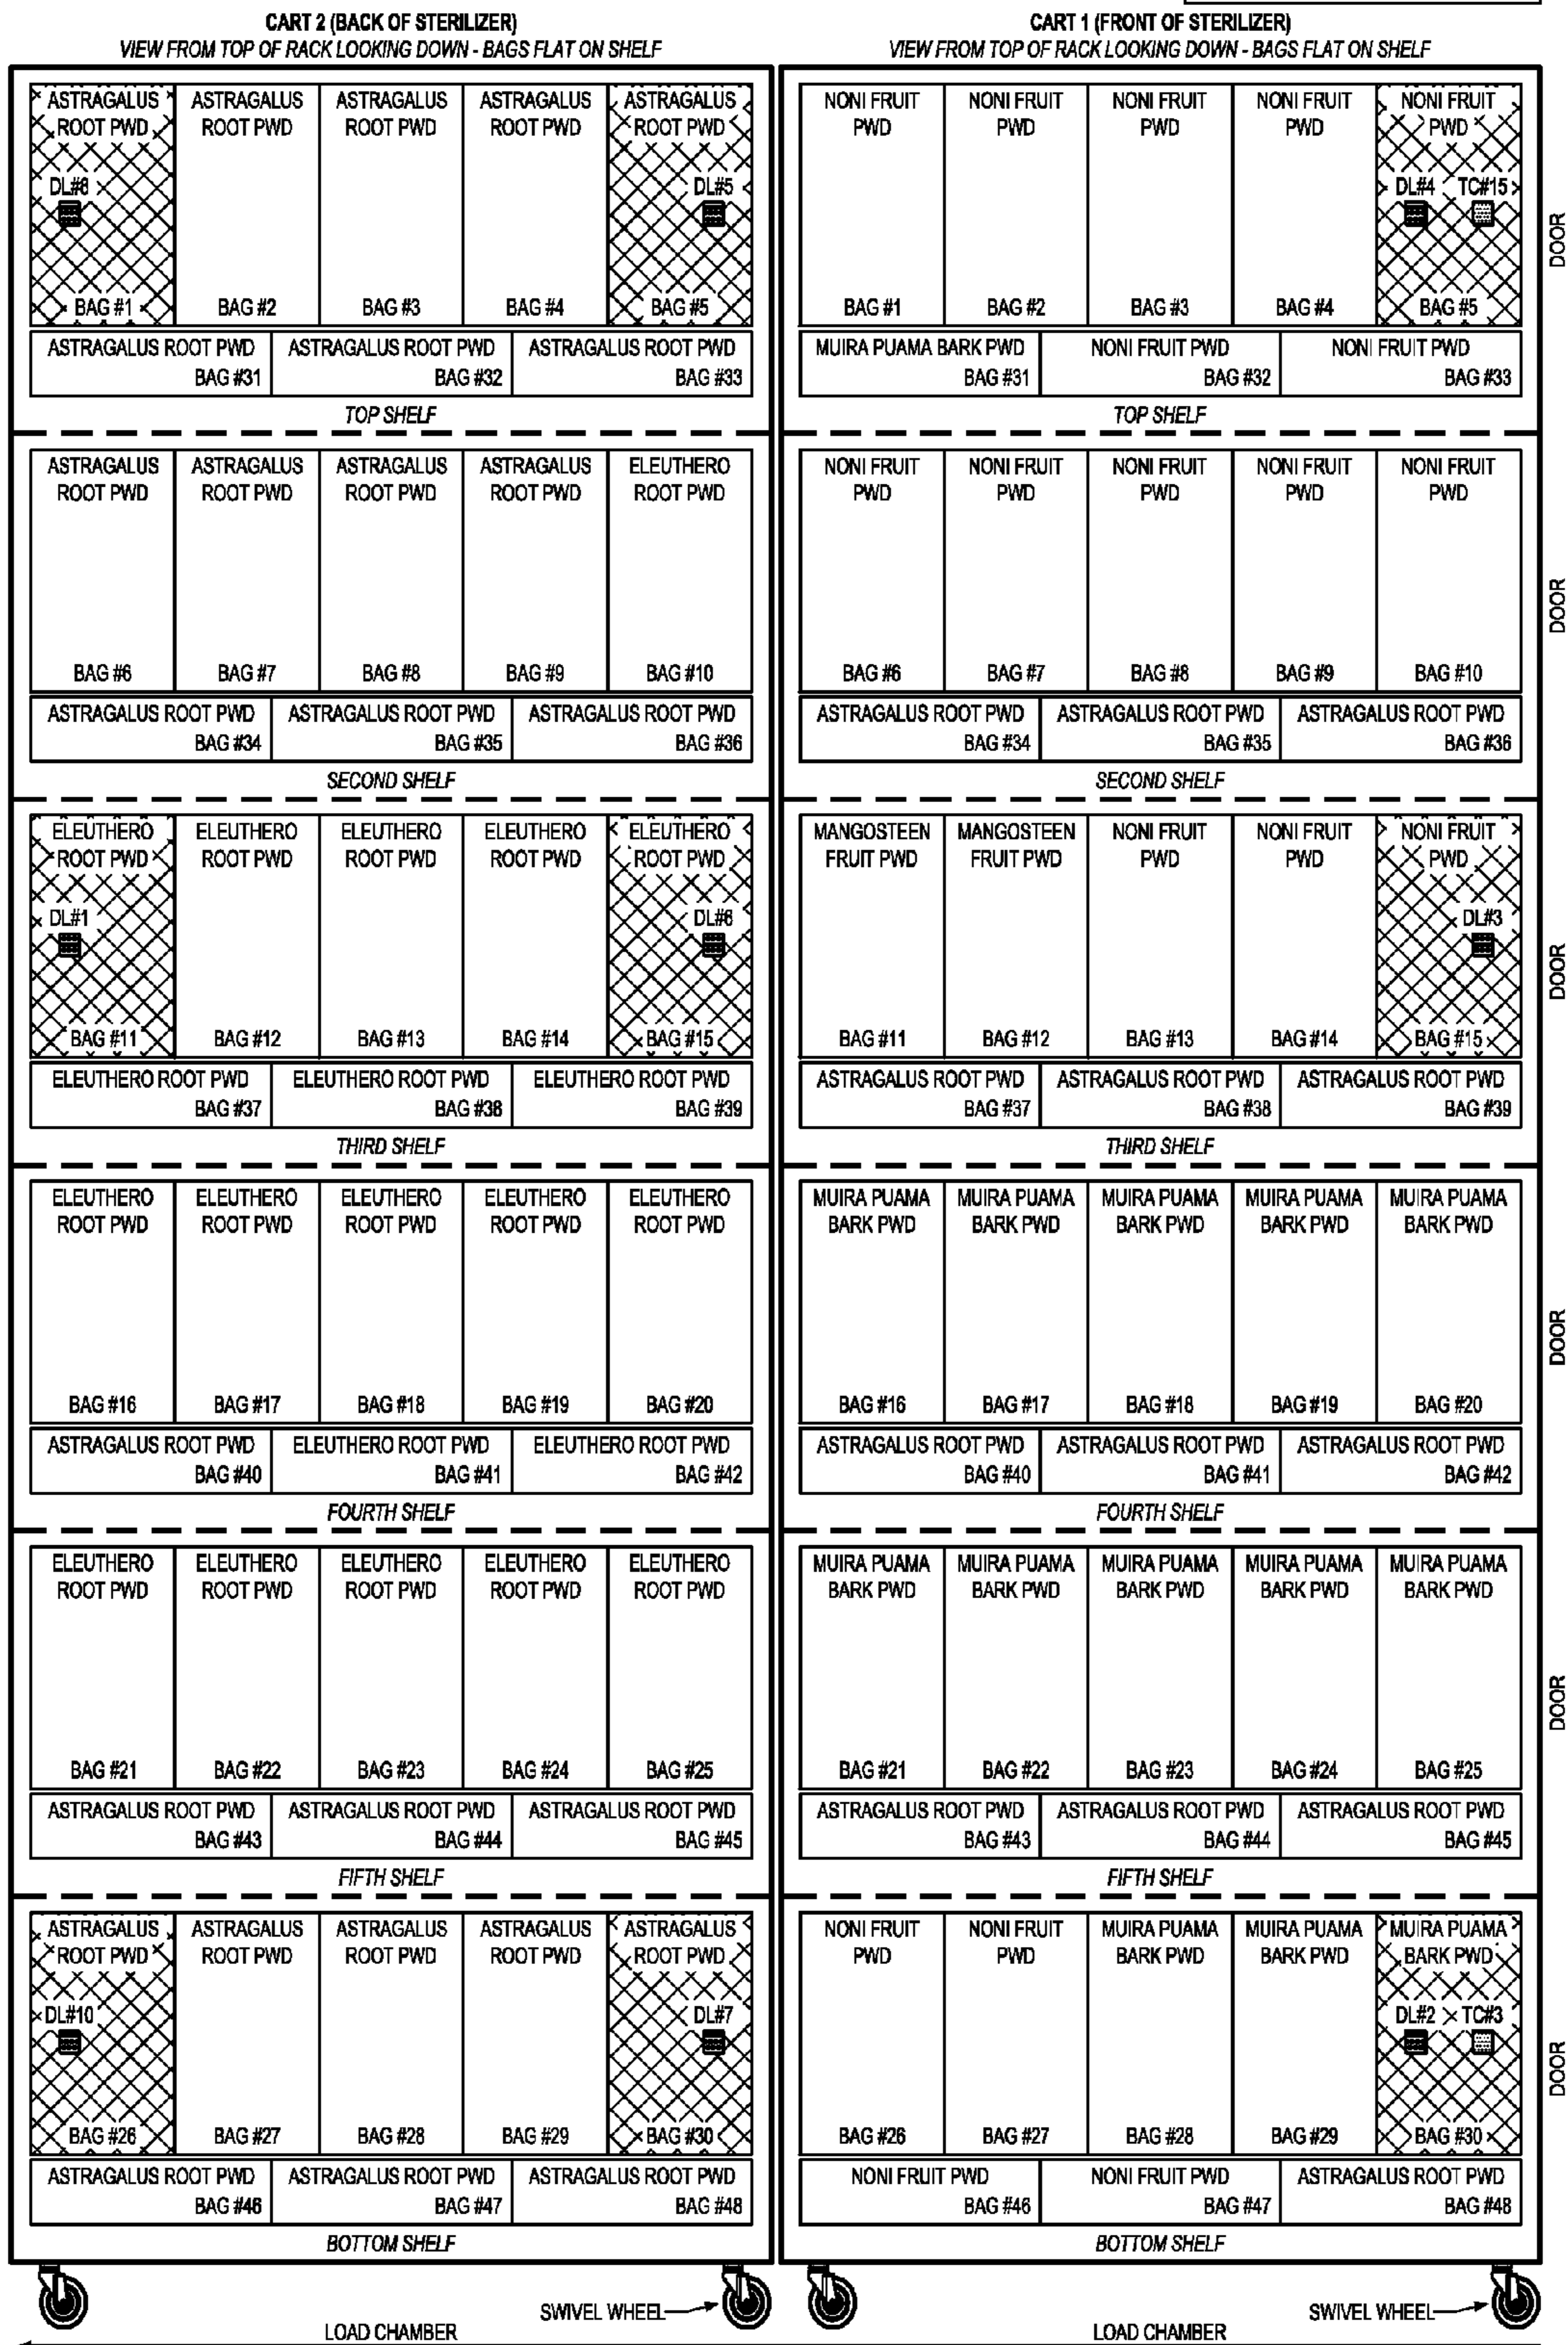 CART 2 (BACK OF STERILIZER)
VIEW FROM TOP OF RACK LOOKING DOWN - BAGS FLAT ON SHELF
ASTRAGALUS
ROOT PWD
DL#8
BAG #1
ASTRAGALUS
ROOT PWD
BAG #2
ASTRAGALUS
ROOT PWD
BAG #3
ASTRAGALUS
ROOT PWD
BAG #4
ASTRAGALUS
ROOT PWD
DL#5
BAG #5
ASTRAGALUS ROOT PWD
BAG #31
ASTRAGALUS ROOT PWD
BAG #32
ASTRAGALUS ROOT PWD
BAG #33
TOP SHELF
ASTRAGALUS
ROOT PWD
BAG #6
ASTRAGALUS
ROOT PWD
BAG #7
ASTRAGALUS
ROOT PWD
BAG #8
ASTRAGALUS
ROOT PWD
BAG #9
ELEUTHERO
ROOT PWD
BAG #10
ASTRAGALUS ROOT PWD
BAG #34
ASTRAGALUS ROOT PWD
BAG #35
ASTRAGALUS ROOT PWD
BAG #36
SECOND SHELF
ELEUTHERO
ROOT PWD
DL#1
BAG #11
ELEUTHERO
ROOT PWD
BAG #12
ELEUTHERO
ROOT PWD
BAG #13
ELEUTHERO
ROOT PWD
BAG #14
ELEUTHERO
ROOT PWD
DL#6
BAG #15
ELEUTHERO ROOT PWD
BAG #37
ELEUTHERO ROOT PWD
BAG #38
ELEUTHERO ROOT PWD
BAG #39
THIRD SHELF
ELEUTHERO
ROOT PWD
BAG #16
ELEUTHERO
ROOT PWD
BAG #17
ELEUTHERO
ROOT PWD
BAG #18
ELEUTHERO
ROOT PWD
BAG #19
ELEUTHERO
ROOT PWD
BAG #20
ASTRAGALUS ROOT PWD
BAG #40
ELEUTHERO ROOT PWD
BAG #41
ELEUTHERO ROOT PWD
BAG #42
FOURTH SHELF
ELEUTHERO
ROOT PWD
BAG #21
ELEUTHERO
ROOT PWD
BAG #22
ELEUTHERO
ROOT PWD
BAG #23
ELEUTHERO
ROOT PWD
BAG #24
ELEUTHERO
ROOT PWD
BAG #25
ASTRAGALUS ROOT PWD
BAG #43
ASTRAGALUS ROOT PWD
BAG #44
ASTRAGALUS ROOT PWD
BAG #45
FIFTH SHELF
ASTRAGALUS
ROOT PWD
DL#10
BAG #26
ASTRAGALUS
ROOT PWD
BAG #27
ASTRAGALUS
ROOT PWD
BAG #28
ASTRAGALUS
ROOT PWD
BAG #29
ASTRAGALUS
ROOT PWD
DL#7
BAG #30
ASTRAGALUS ROOT PWD
BAG #46
ASTRAGALUS ROOT PWD
BAG #47
ASTRAGALUS ROOT PWD
BAG #48
BOTTOM SHELF
SWIVEL WHEEL
LOAD CHAMBER
CART 1 (FRONT OF STERILIZER)
VIEW FROM TOP OF RACK LOOKING DOWN - BAGS FLAT ON SHELF
NONI FRUIT
PWD
BAG #1
NONI FRUIT
PWD
BAG #2
NONI FRUIT
PWD
BAG #3
NONI FRUIT
PWD
BAG #4
NONI FRUIT
PWD
DL#4 TC#15
BAG #5
DOOR
MUIRA PUAMA BARK PWD
BAG #31
NONI FRUIT PWD
BAG #32
NONI FRUIT PWD
BAG #33
TOP SHELF
NONI FRUIT
PWD
BAG #6
NONI FRUIT
PWD
BAG #7
NONI FRUIT
PWD
BAG #8
NONI FRUIT
PWD
BAG #9
NONI FRUIT
PWD
BAG #10
DOOR
ASTRAGALUS ROOT PWD
BAG #34
ASTRAGALUS ROOT PWD
BAG #35
ASTRAGALUS ROOT PWD
BAG #36
SECOND SHELF
MANGOSTEEN
FRUIT PWD
BAG #11
MANGOSTEEN
FRUIT PWD
BAG #12
NONI FRUIT
PWD
BAG #13
NONI FRUIT
PWD
BAG #14
NONI FRUIT
PWD
DL#3
BAG #15
DOOR
ASTRAGALUS ROOT PWD
BAG #37
ASTRAGALUS ROOT PWD
BAG #38
ASTRAGALUS ROOT PWD
BAG #39
THIRD SHELF
MUIRA PUAMA
BARK PWD
BAG #16
MUIRA PUAMA
BARK PWD
BAG #17
MUIRA PUAMA
BARK PWD
BAG #18
MUIRA PUAMA
BARK PWD
BAG #19
MUIRA PUAMA
BARK PWD
BAG #20
DOOR
ASTRAGALUS ROOT PWD
BAG #40
ASTRAGALUS ROOT PWD
BAG #41
ASTRAGALUS ROOT PWD
BAG #42
FOURTH SHELF
MUIRA PUAMA
BARK PWD
BAG #21
MUIRA PUAMA
BARK PWD
BAG #22
MUIRA PUAMA
BARK PWD
BAG #23
MUIRA PUAMA
BARK PWD
BAG #24
MUIRA PUAMA
BARK PWD
BAG #25
DOOR
ASTRAGALUS ROOT PWD
BAG #43
ASTRAGALUS ROOT PWD
BAG #44
ASTRAGALUS ROOT PWD
BAG #45
FIFTH SHELF
NONI FRUIT
PWD
BAG #26
NONI FRUIT
PWD
BAG #27
MUIRA PUAMA
BARK PWD
BAG #28
MUIRA PUAMA
BARK PWD
BAG #29
MUIRA PUAMA
BARK PWD
DL#2 TC#3
BAG #30
DOOR
NONI FRUIT PWD
BAG #46
NONI FRUIT PWD
BAG #47
ASTRAGALUS ROOT PWD
BAG #48
BOTTOM SHELF
SWIVEL WHEEL
LOAD CHAMBER